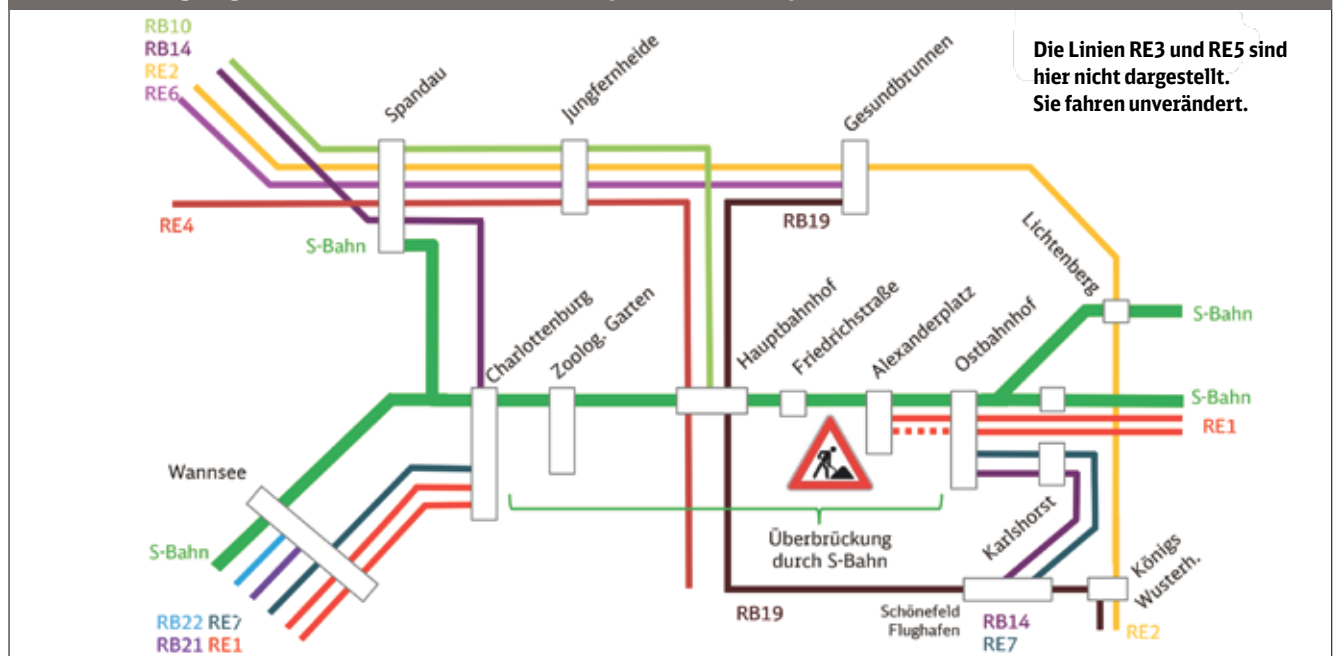 RB10
RB14
RE2
RE6
Spandau
Jungfernheide
Gesundbrunnen
Die Linien RE3 und RE5 sind
hier nicht dargestellt.
Sie fahren unverändert.
RE4
S-Bahn
RB19
Lichtenberg
S-Bahn
Charlottenburg
Zoolog. Garten
Hauptbahnhof
Friedrichstraße
Alexanderplatz
Ostbahnhof
S-Bahn
RE1
Wannsee
S-Bahn
Überbrückung
durch S-Bahn
Karlshorst
Königs
Wusterh.
RB22 RE7
RB21 RE1
RB19
Schönefeld
Flughafen
RB14
RE7
RE2